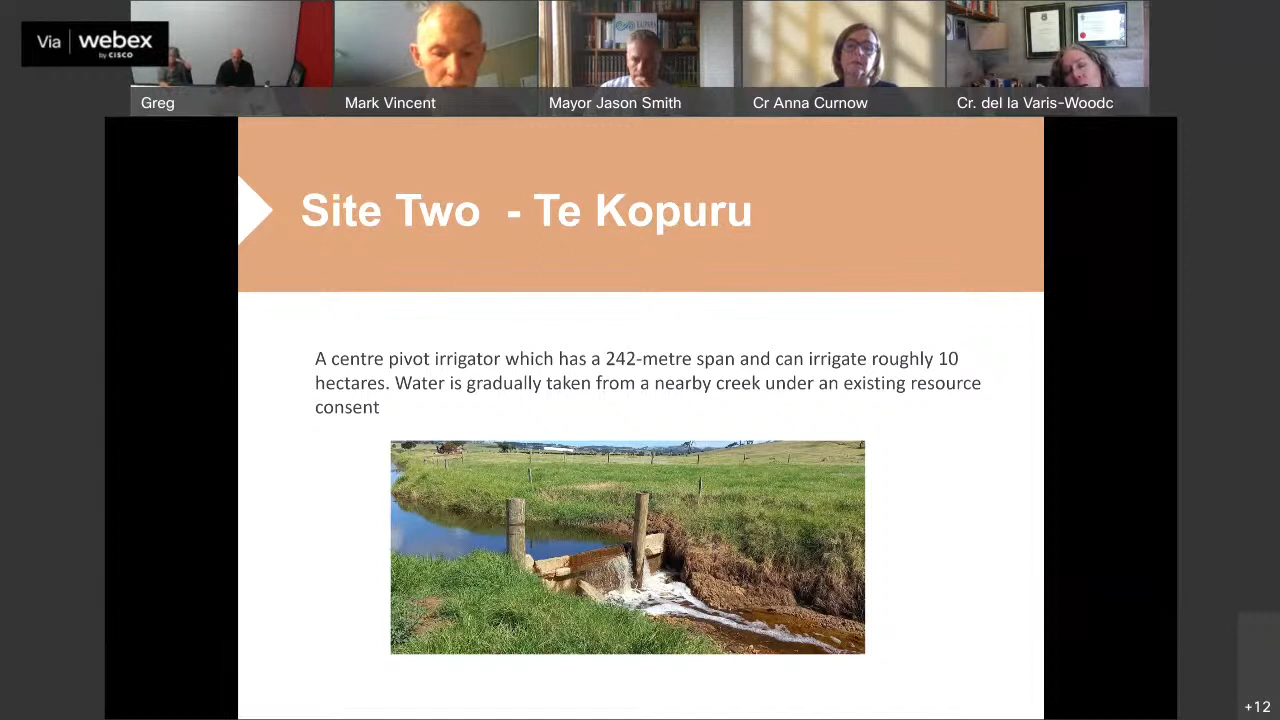 Via webex
by CISCO
Greg
Mark Vincent
Mayor Jason Smith
Cr Anna Curnow
Cr. del la Varis-Woodc
Site Two - Te Kopuru
A centre pivot irrigator which has a 242-metre span and can irrigate roughly 10
hectares. Water is gradually taken from a nearby creek under an existing resource
consent
+12